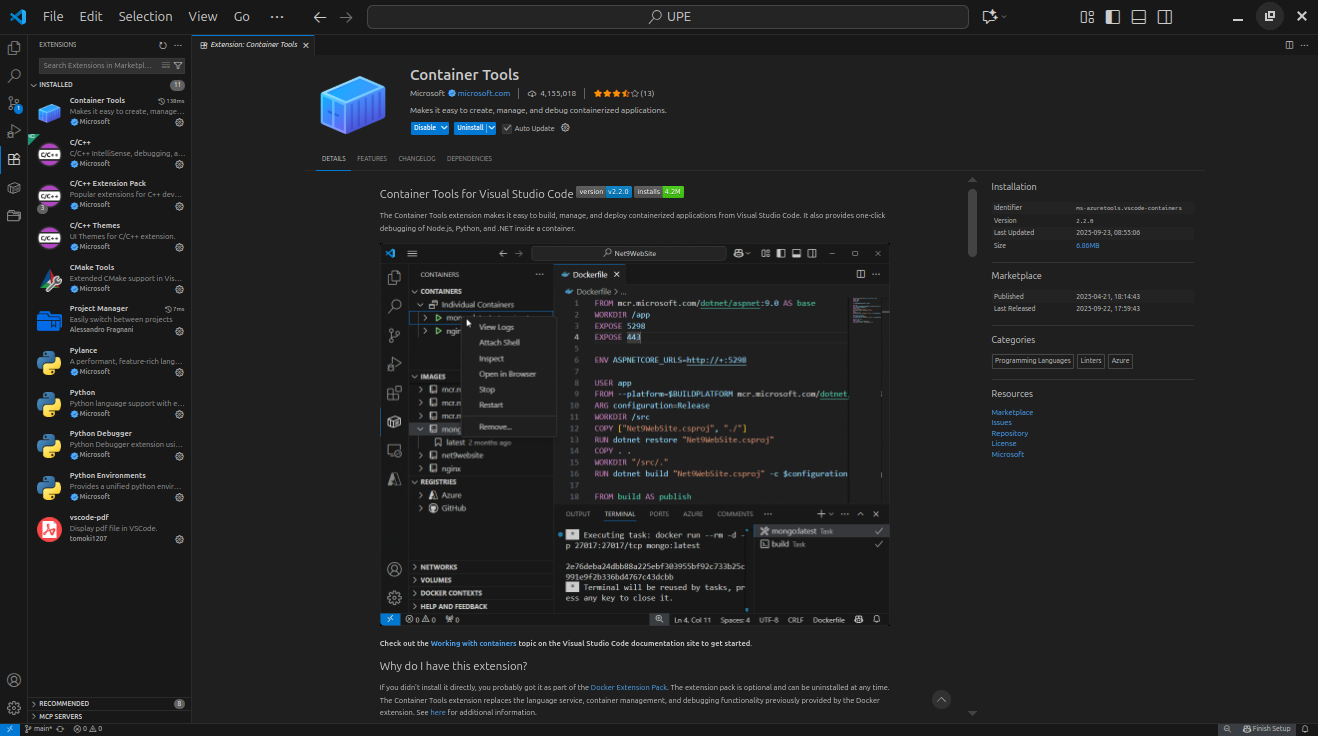 File Edit Selection View Go ··· UPE
EXTENSIONS
Search Extensions in Marketpl...
INSTALLED 11
Container Tools 138ms
Makes it easy to create, manage...
Microsoft
C/C++
C/C++ IntelliSense, debugging, a...
Microsoft
C/C++ Extension Pack
Popular extensions for C++ dev...
Microsoft
3
C/C++ Themes
UI Themes for C/C++ extension.
Microsoft
CMake Tools
Extended CMake support in Vis...
Microsoft
Project Manager 7ms
Easily switch between projects
Alessandro Fragnani
Pylance
A performant, feature-rich lang...
Microsoft
Python
Python language support with e...
Microsoft
Python Debugger
Python Debugger extension usi...
Microsoft
Python Environments
Provides a unified python envir...
Microsoft
vscode-pdf
Display pdf file in VSCode.
tomoki1207
RECOMMENDED 8
MCP SERVERS
Extension: Container Tools
Container Tools
Microsoft microsoft.com 4,155,018 (13)
Makes it easy to create, manage, and debug containerized applications.
Disable Uninstall Auto Update
DETAILS FEATURES CHANGELOG DEPENDENCIES
Container Tools for Visual Studio Code version v2.2.0 installs 4.2M
The Container Tools extension makes it easy to build, manage, and deploy containerized applications from Visual Studio Code. It also provides one-click
debugging of Node.js, Python, and .NET inside a container.
Net9WebSite
CONTAINERS
CONTAINERS
Individual Containers
View Logs
Attach Shell
Inspect
Open in Browser
Stop
Restart
Remove...
IMAGES
mcr.n
mcr.n
mcr.n
mong
latest 2 months ago
net9website
nginx
REGISTRIES
Azure
GitHub
NETWORKS
VOLUMES
DOCKER CONTEXTS
HELP AND FEEDBACK
Dockerfile
Dockerfile > ...
1 FROM mcr.microsoft.com/dotnet/aspnet:9.0 AS base
2 WORKDIR /app
3 EXPOSE 5298
4 EXPOSE 443
5
6 ENV ASPNETCORE_URLS=http://+:5298
7
8 USER app
9 FROM --platform=$BUILDPLATFORM mcr.microsoft.com/dotnet,
10 ARG configuration=Release
11 WORKDIR /src
12 COPY ["Net9WebSite.csproj", "./"]
13 RUN dotnet restore "Net9WebSite.csproj"
14 COPY . .
15 WORKDIR "/src/."
16 RUN dotnet build "Net9WebSite.csproj" -c $configuration
17
18 FROM build AS publish
OUTPUT TERMINAL PORTS AZURE COMMENTS ···
* Executing task: docker run --rm -d -
p 27017:27017/tcp mongo:latest
2e76deba24dbb88a225ebf303955bf92c733b25c
991e9f2b336bd4767c43dcbb
* Terminal will be reused by tasks, pr
ess any key to close it.
mongo:latest Task
build Task
0 0 0 Ln 4, Col 11 Spaces: 4 UTF-8 CRLF Dockerfile
Check out the Working with containers topic on the Visual Studio Code documentation site to get started.
Why do I have this extension?
If you didn't install it directly, you probably got it as part of the Docker Extension Pack. The extension pack is optional and can be uninstalled at any time.
The Container Tools extension replaces the language service, container management, and debugging functionality previously provided by the Docker
extension. See here for additional information.
Installation
Identifier ms-azuretools.vscode-containers
Version 2.2.0
Last Updated 2025-09-23, 08:55:06
Size 6.86MB
Marketplace
Published 2025-04-21, 18:14:43
Last Released 2025-09-22, 17:59:43
Categories
Programming Languages Linters Azure
Resources
Marketplace
Issues
Repository
License
Microsoft
main* 0 0 Finish Setup